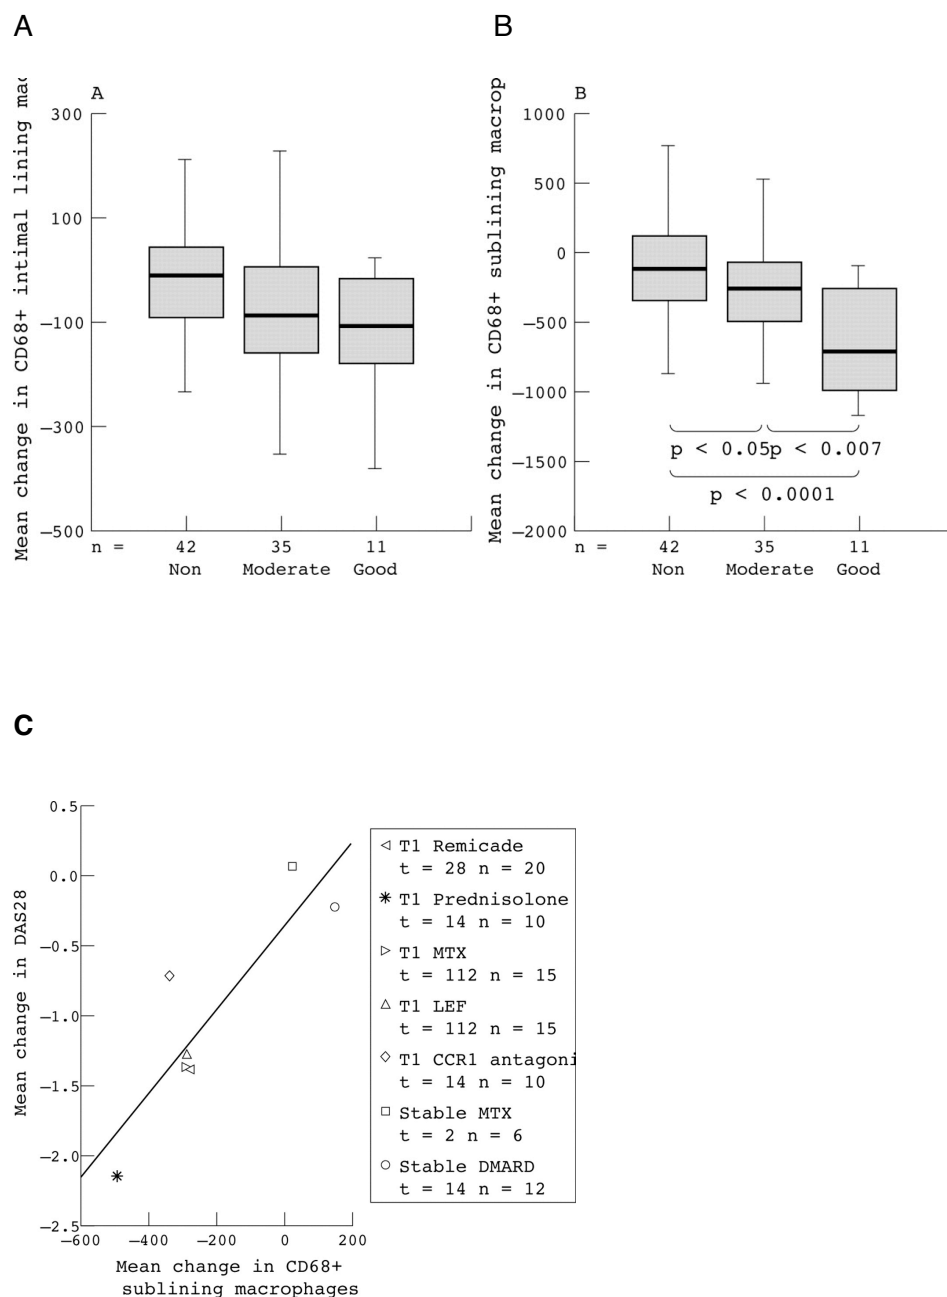 A
B
Mean change in CD68+ intimal lining
A
300
100
−100
−300
−500
n =
42
35
11
Non
Moderate
Good
Mean change in CD68+ sublining macrop
B
1000
500
0
−500
−1000
−1500
−2000
p < 0.05
p < 0.007
p < 0.0001
n =
42
35
11
Non
Moderate
Good
C
Mean change in DAS28
0.5
0.0
−0.5
−1.0
−1.5
−2.0
−2.5
−600
−400
−200
0
200
Mean change in CD68+
sublining macrophages
T1 Remicade
t = 28 n = 20
T1 Prednisolone
t = 14 n = 10
T1 MTX
t = 112 n = 15
T1 LEF
t = 112 n = 15
T1 CCR1 antagoni
t = 14 n = 10
Stable MTX
t = 2 n = 6
Stable DMARD
t = 14 n = 12